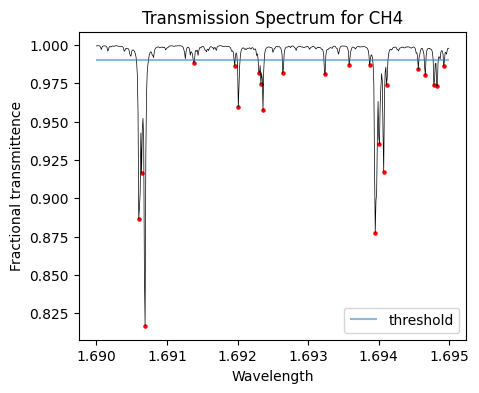 Transmission Spectrum for CH4
Fractional transmittence
1.000
0.975
0.950
0.925
0.900
0.875
0.850
0.825
threshold
1.690 1.691 1.692 1.693 1.694 1.695
Wavelength